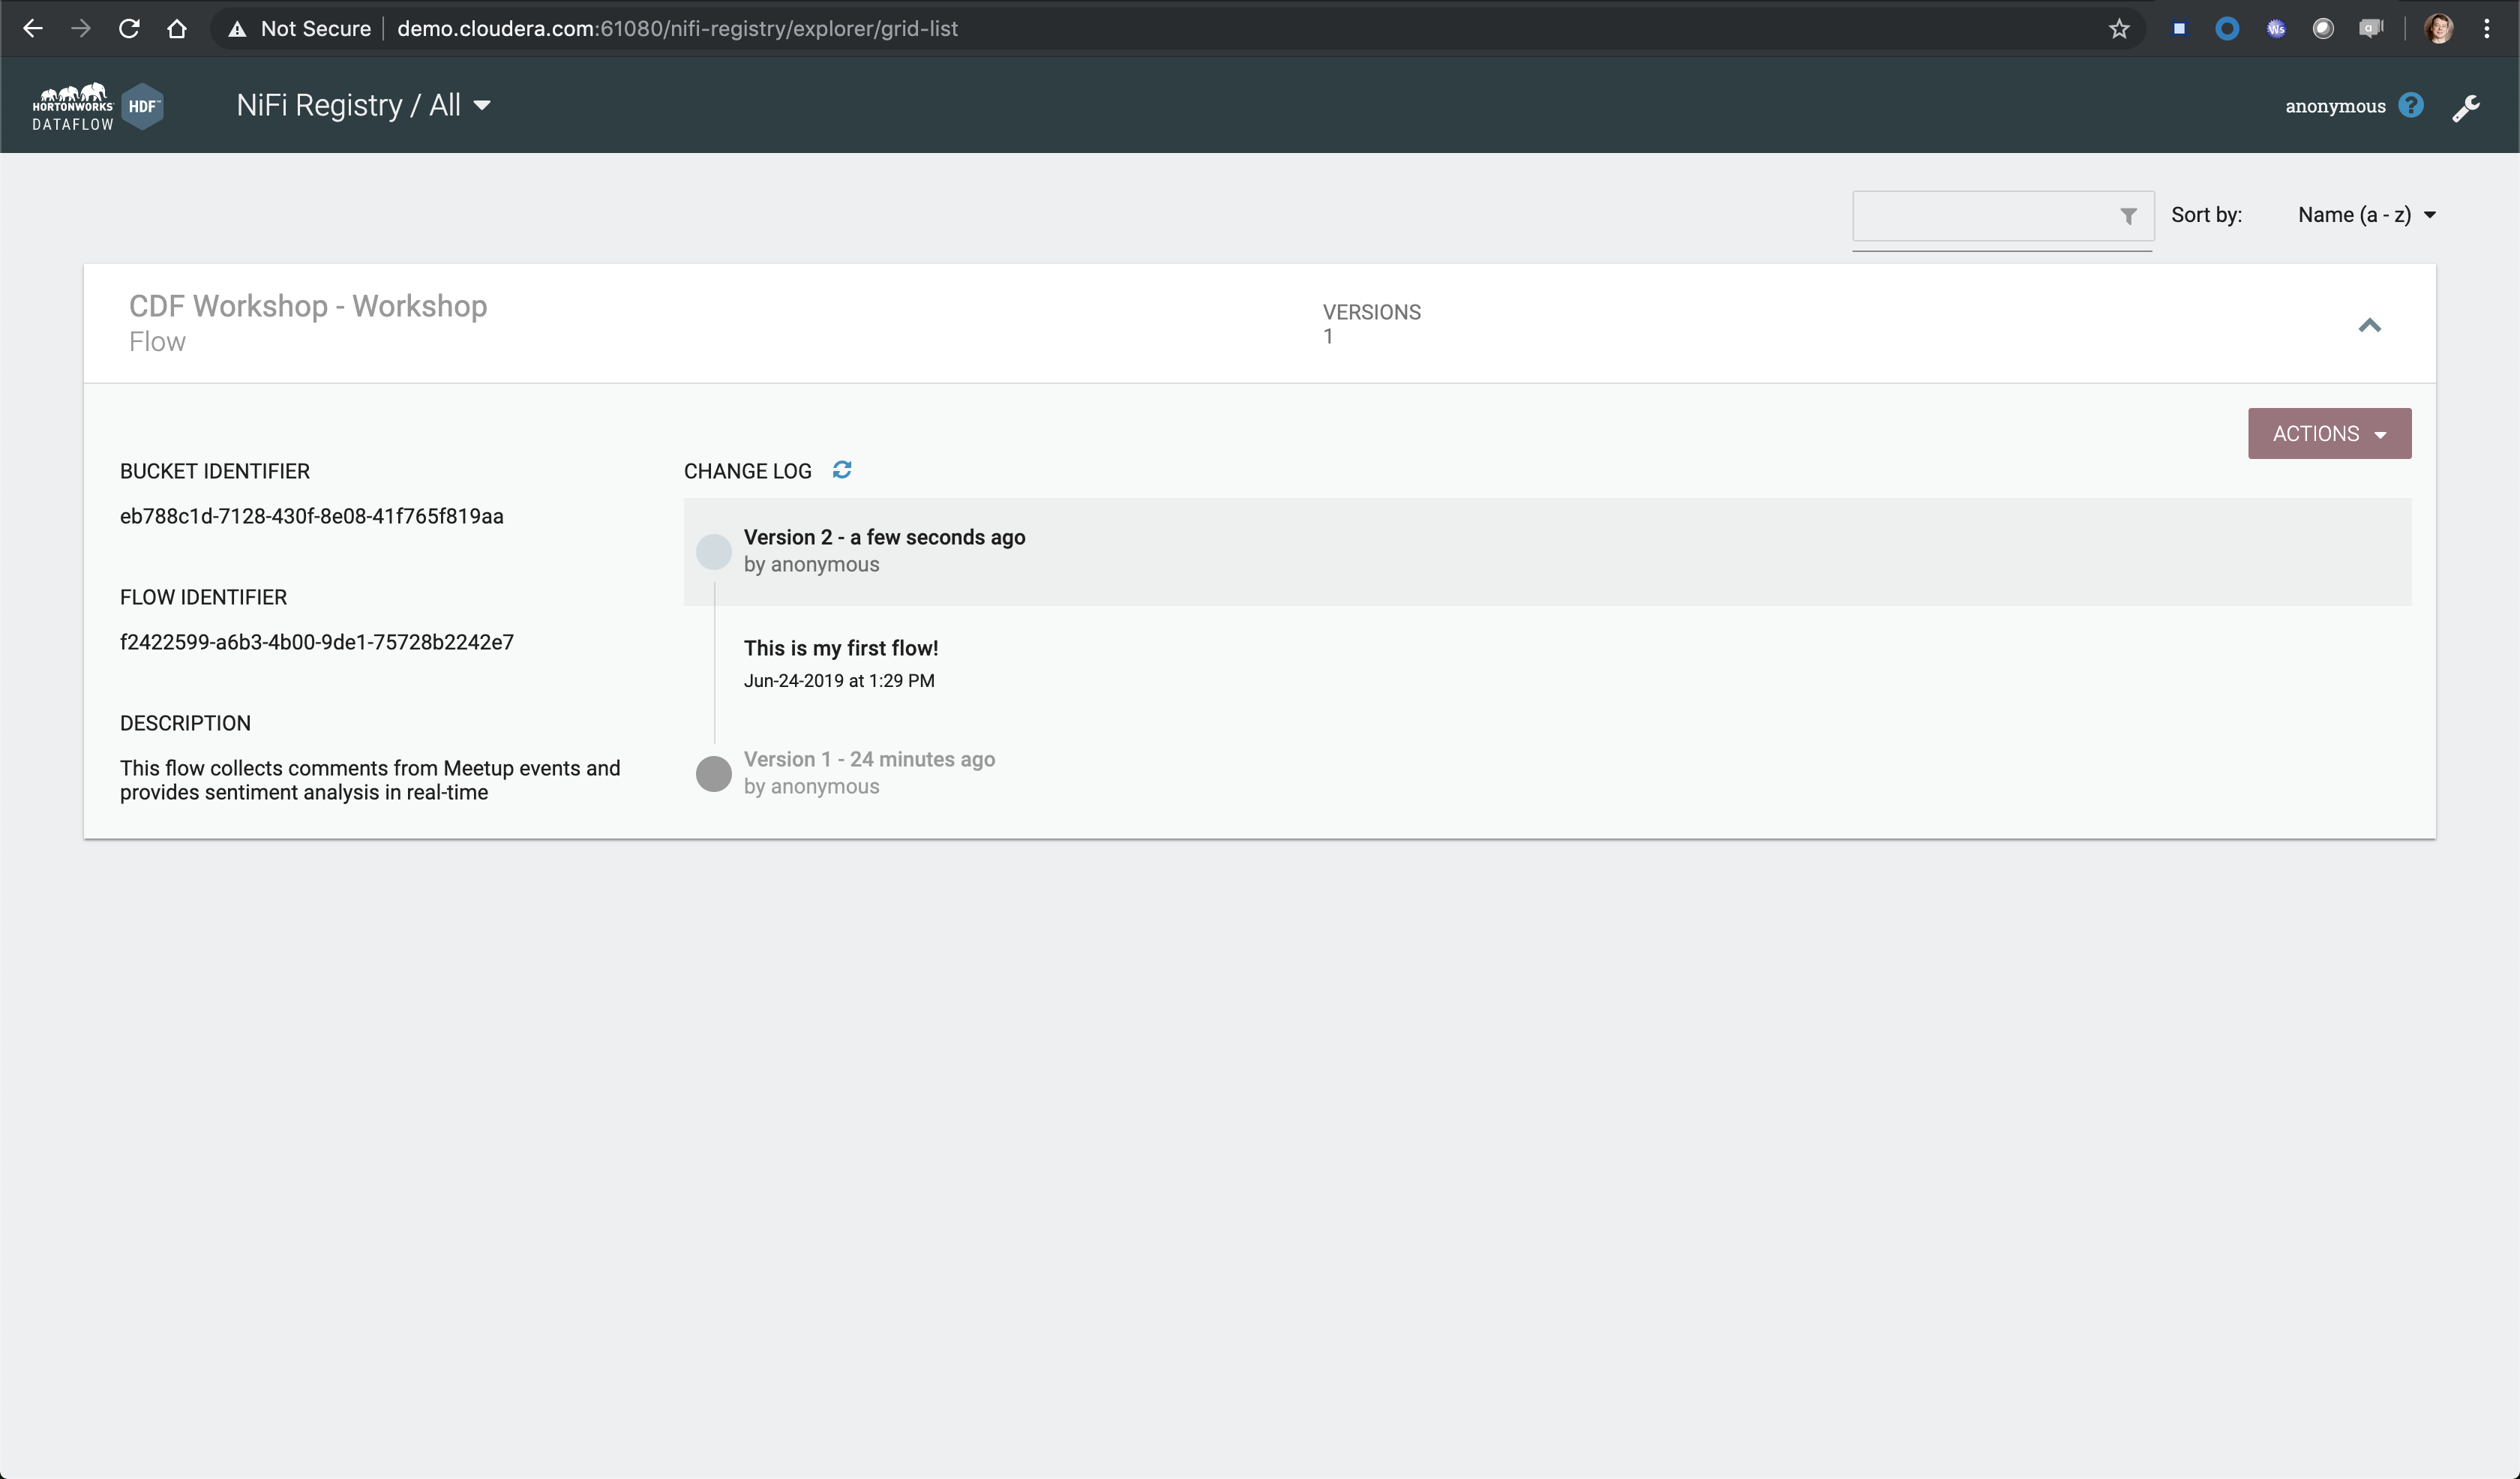 Not Secure
demo.cloudera.com:61080/nifi-registry/explorer/grid-list
Ws
a
HORTONWORKS
DATAFLOW
HDF
NiFi Registry / All
anonymous
?
Sort by:
Name (a - z)
CDF Workshop - Workshop
Flow
VERSIONS
1
ACTIONS
BUCKET IDENTIFIER
eb788c1d-7128-430f-8e08-41f765f819aa
FLOW IDENTIFIER
f2422599-a6b3-4b00-9de1-75728b2242e7
DESCRIPTION
This flow collects comments from Meetup events and
provides sentiment analysis in real-time
CHANGE LOG
Version 2 - a few seconds ago
by anonymous
This is my first flow!
Jun-24-2019 at 1:29 PM
Version 1 - 24 minutes ago
by anonymous